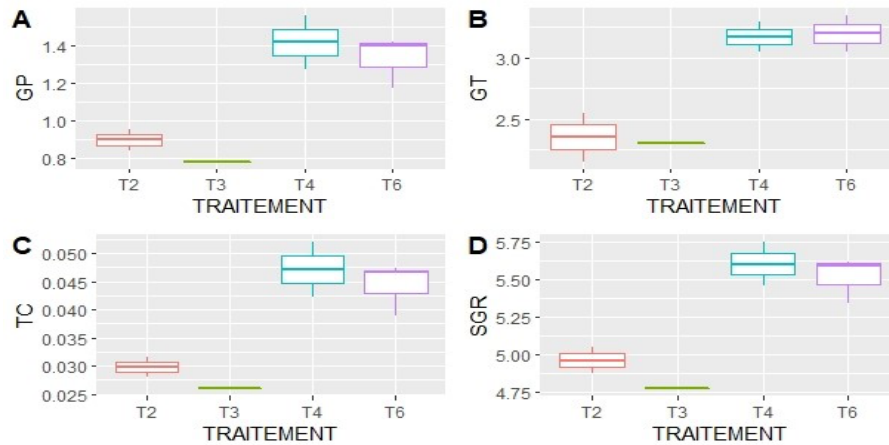 A
GP
1.4
1.2
1.0
0.8
T2 T3 T4 T6
TRAITEMENT
B
GT
3.0
2.5
T2 T3 T4 T6
TRAITEMENT
C
TC
0.050
0.045
0.040
0.035
0.030
0.025
T2 T3 T4 T6
TRAITEMENT
D
SGR
5.75
5.50
5.25
5.00
4.75
T2 T3 T4 T6
TRAITEMENT